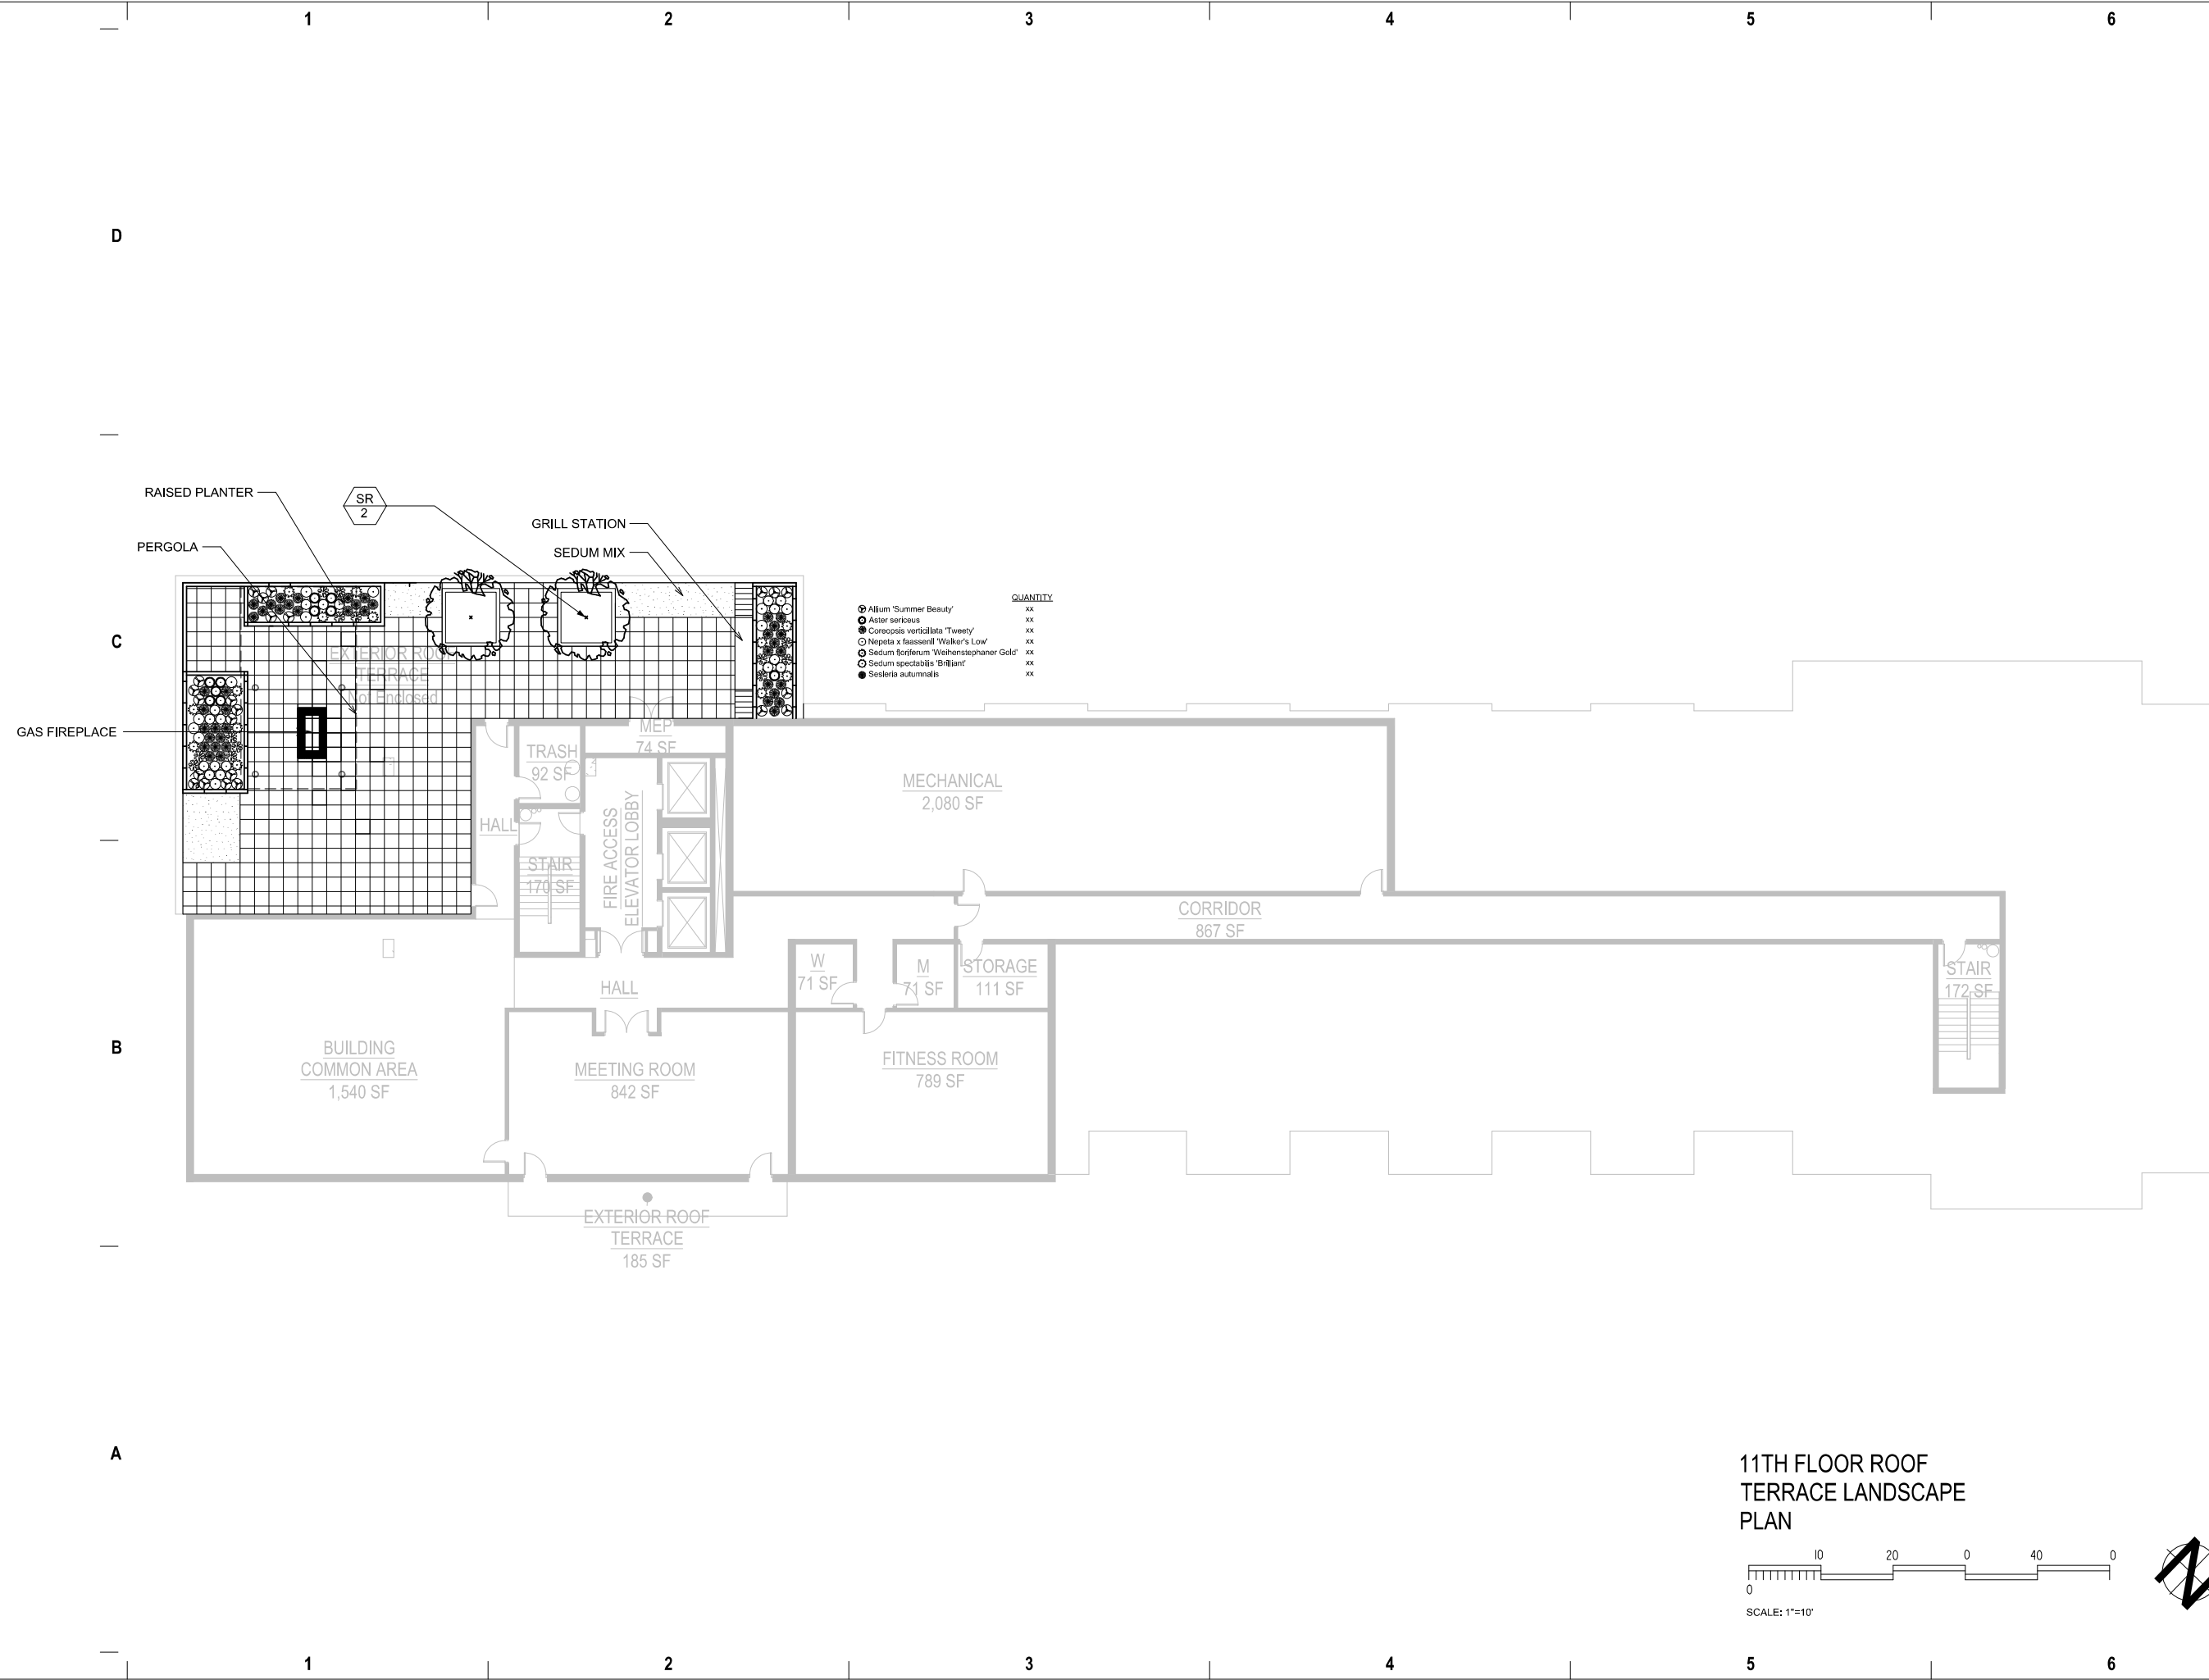 1 2 3 4 5 6
D
C
B
A
RAISED PLANTER
SR
2
PERGOLA
GRILL STATION
SEDUM MIX
GAS FIREPLACE
EXTERIOR ROOF
TERRACE
Not Enclosed
QUANTITY
Allium 'Summer Beauty' xx
Aster sericeus xx
Coreopsis verticillata 'Tweety' xx
Nepeta x faassenii 'Walker's Low' xx
Sedum floriferum 'Weihenstephaner Gold' xx
Sedum spectabilis 'Brilliant' xx
Sesleria autumnalis xx
MEP
74 SF
TRASH
92 SF
HALL
STAIR
170 SF
FIRE ACCESS
ELEVATOR LOBBY
MECHANICAL
2,080 SF
CORRIDOR
867 SF
W
71 SF
M
71 SF
STORAGE
111 SF
STAIR
172 SF
HALL
BUILDING
COMMON AREA
1,540 SF
MEETING ROOM
842 SF
FITNESS ROOM
789 SF
EXTERIOR ROOF
TERRACE
185 SF
11TH FLOOR ROOF
TERRACE LANDSCAPE
PLAN
10 20 0 40 0
0
SCALE: 1"=10'
N
1 2 3 4 5 6